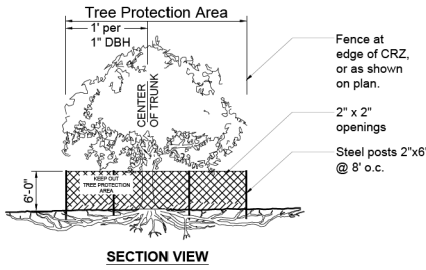 Tree Protection Area
1' per
1" DBH
CENTER
OF TRUNK
Fence at
edge of CRZ,
or as shown
on plan.
2" x 2"
openings
Steel posts 2"x6'
@ 8' o.c.
6'-0"
KEEP OUT
TREE PROTECTION
AREA
SECTION VIEW